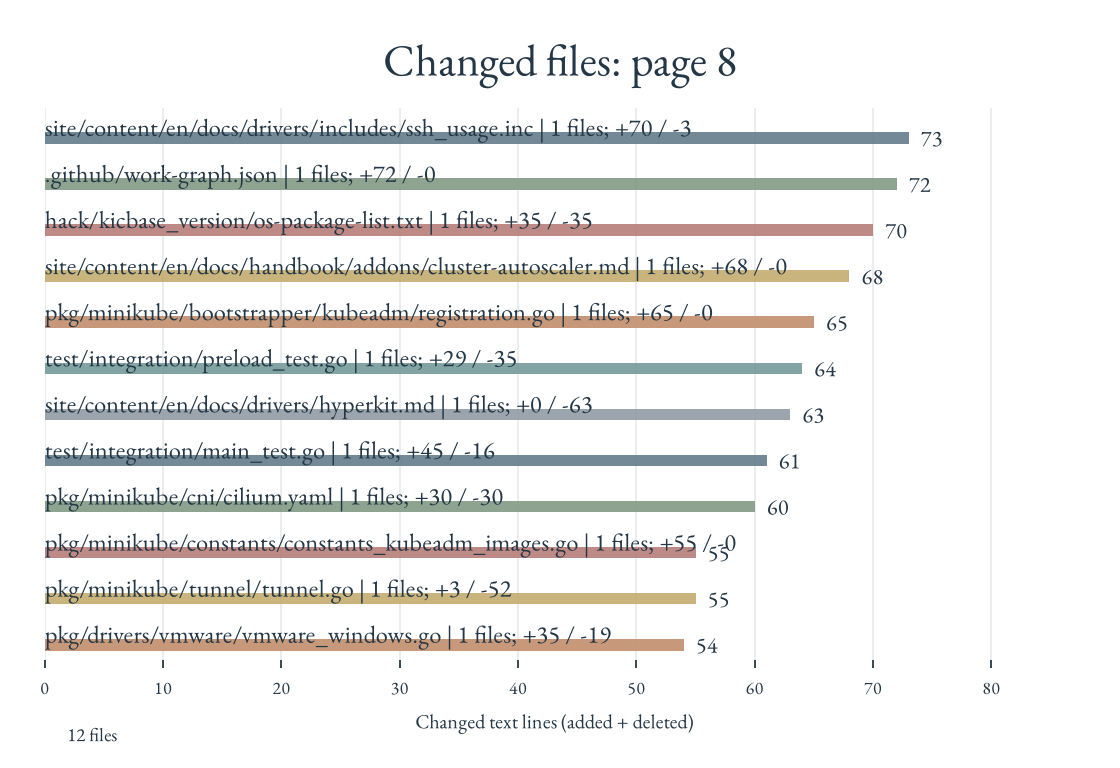 Changed files: page 8
site/content/en/docs/drivers/includes/ssh_usage.inc | 1 files; +70 / -3
73
.github/work-graph.json | 1 files; +72 / -0
72
hack/kicbase_version/os-package-list.txt | 1 files; +35 / -35
70
site/content/en/docs/handbook/addons/cluster-autoscaler.md | 1 files; +68 / -0
68
pkg/minikube/bootstrapper/kubeadm/registration.go | 1 files; +65 / -0
65
test/integration/preload_test.go | 1 files; +29 / -35
64
site/content/en/docs/drivers/hyperkit.md | 1 files; +0 / -63
63
test/integration/main_test.go | 1 files; +45 / -16
61
pkg/minikube/cni/cilium.yaml | 1 files; +30 / -30
60
pkg/minikube/constants/constants_kubeadm_images.go | 1 files; +55 / -0
55
pkg/minikube/tunnel/tunnel.go | 1 files; +3 / -52
55
pkg/drivers/vmware/vmware_windows.go | 1 files; +35 / -19
54
0 10 20 30 40 50 60 70 80
Changed text lines (added + deleted)
12 files